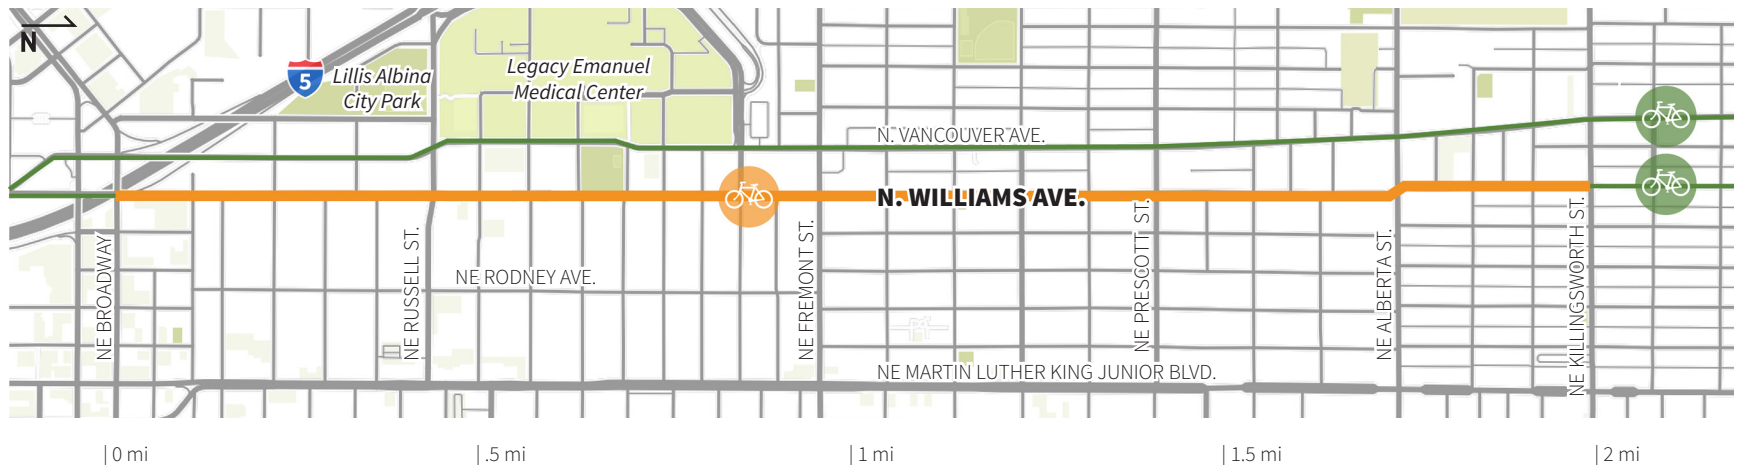 N
5
Lillis Albina
City Park
Legacy Emanuel
Medical Center
N. VANCOUVER AVE.
N. WILLIAMS AVE.
NE BROADWAY
NE RUSSELL ST.
NE RODNEY AVE.
NE FREMONT ST.
NE PRESCOTT ST.
NE ALBERTA ST.
NE KILLINGSWORTH ST.
NE MARTIN LUTHER KING JUNIOR BLVD.
0 mi
.5 mi
1 mi
1.5 mi
2 mi